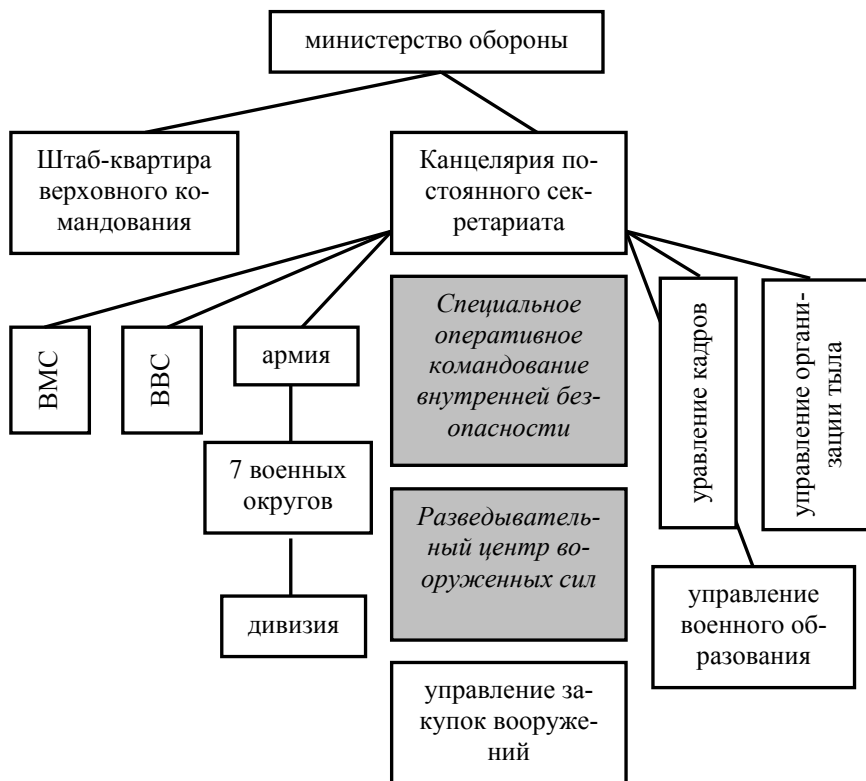 министерство обороны
Штаб-квартира
верховного ко-
мандования
Канцелярия по-
стоянного сек-
ретариата
ВМС
ВВС
армия
Специальное
оперативное
командование
внутренней без-
опасности
уравление кадров
управление органи-
зации тыла
7 военных
округов
Разведыватель-
ный центр во-
оруженных сил
дивизия
управление
военного об-
разования
управление за-
купок вооруже-
ний